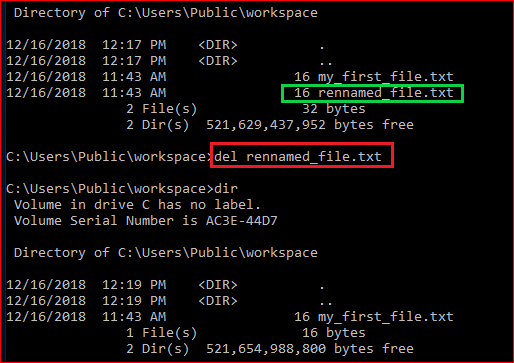 Directory of C:\Users\Public\workspace
12/16/2018  12:17 PM    <DIR>          .
12/16/2018  12:17 PM    <DIR>          ..
12/16/2018  11:43 AM                16 my_first_file.txt
12/16/2018  11:43 AM                16 rennamed_file.txt
               2 File(s)             32 bytes
               2 Dir(s)  521,629,437,952 bytes free
C:\Users\Public\workspace>del rennamed_file.txt
C:\Users\Public\workspace>dir
 Volume in drive C has no label.
 Volume Serial Number is AC3E-44D7
 Directory of C:\Users\Public\workspace
12/16/2018  12:19 PM    <DIR>          .
12/16/2018  12:19 PM    <DIR>          ..
12/16/2018  11:43 AM                16 my_first_file.txt
               1 File(s)             16 bytes
               2 Dir(s)  521,654,988,800 bytes free